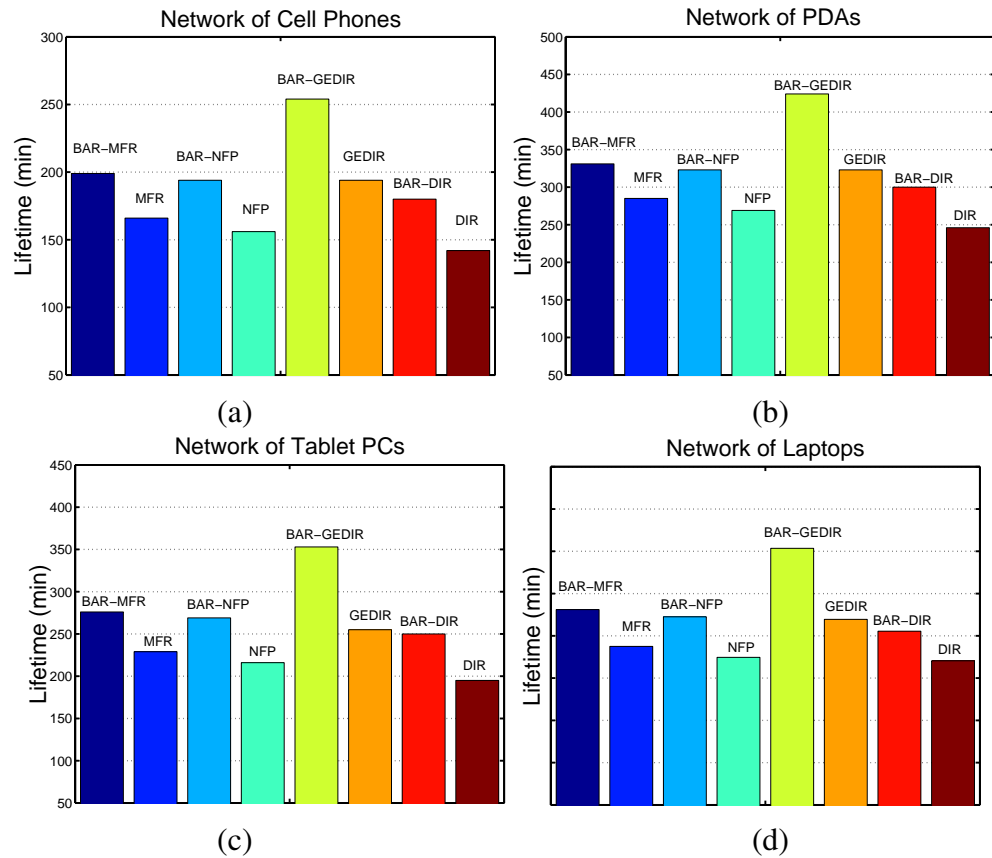 Network of Cell Phones
300
250
200
150
100
50
Lifetime (min)
BAR-MFR
MFR
BAR-NFP
NFP
BAR-GEDIR
GEDIR
BAR-DIR
DIR
(a)
Network of PDAs
500
450
400
350
300
250
200
150
100
50
Lifetime (min)
BAR-MFR
MFR
BAR-NFP
NFP
BAR-GEDIR
GEDIR
BAR-DIR
DIR
(b)
Network of Tablet PCs
450
400
350
300
250
200
150
100
50
Lifetime (min)
BAR-MFR
MFR
BAR-NFP
NFP
BAR-GEDIR
GEDIR
BAR-DIR
DIR
(c)
Network of Laptops
Lifetime (min)
BAR-MFR
MFR
BAR-NFP
NFP
BAR-GEDIR
GEDIR
BAR-DIR
DIR
(d)